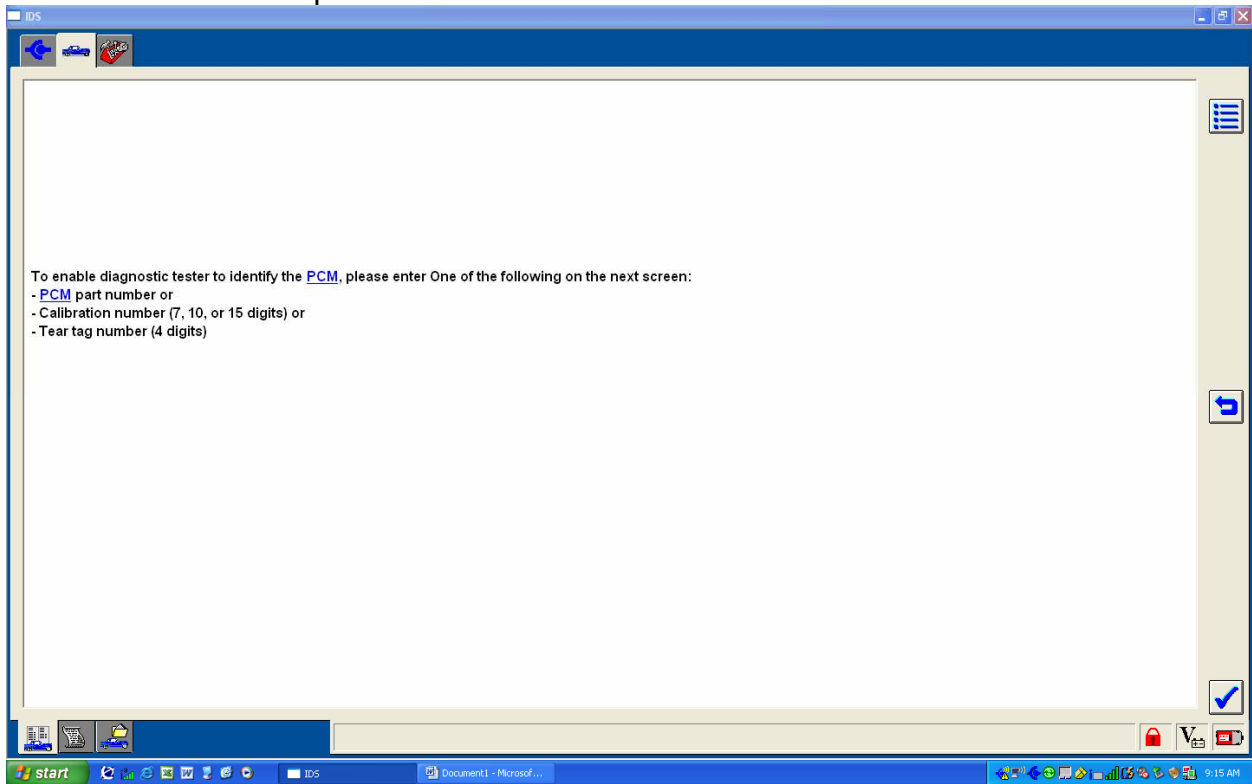 IDS
To enable diagnostic tester to identify the PCM, please enter One of the following on the next screen:
- PCM part number or
- Calibration number (7, 10, or 15 digits) or
- Tear tag number (4 digits)
V
start
IDS
Document1 - Microsof...
9:15 AM